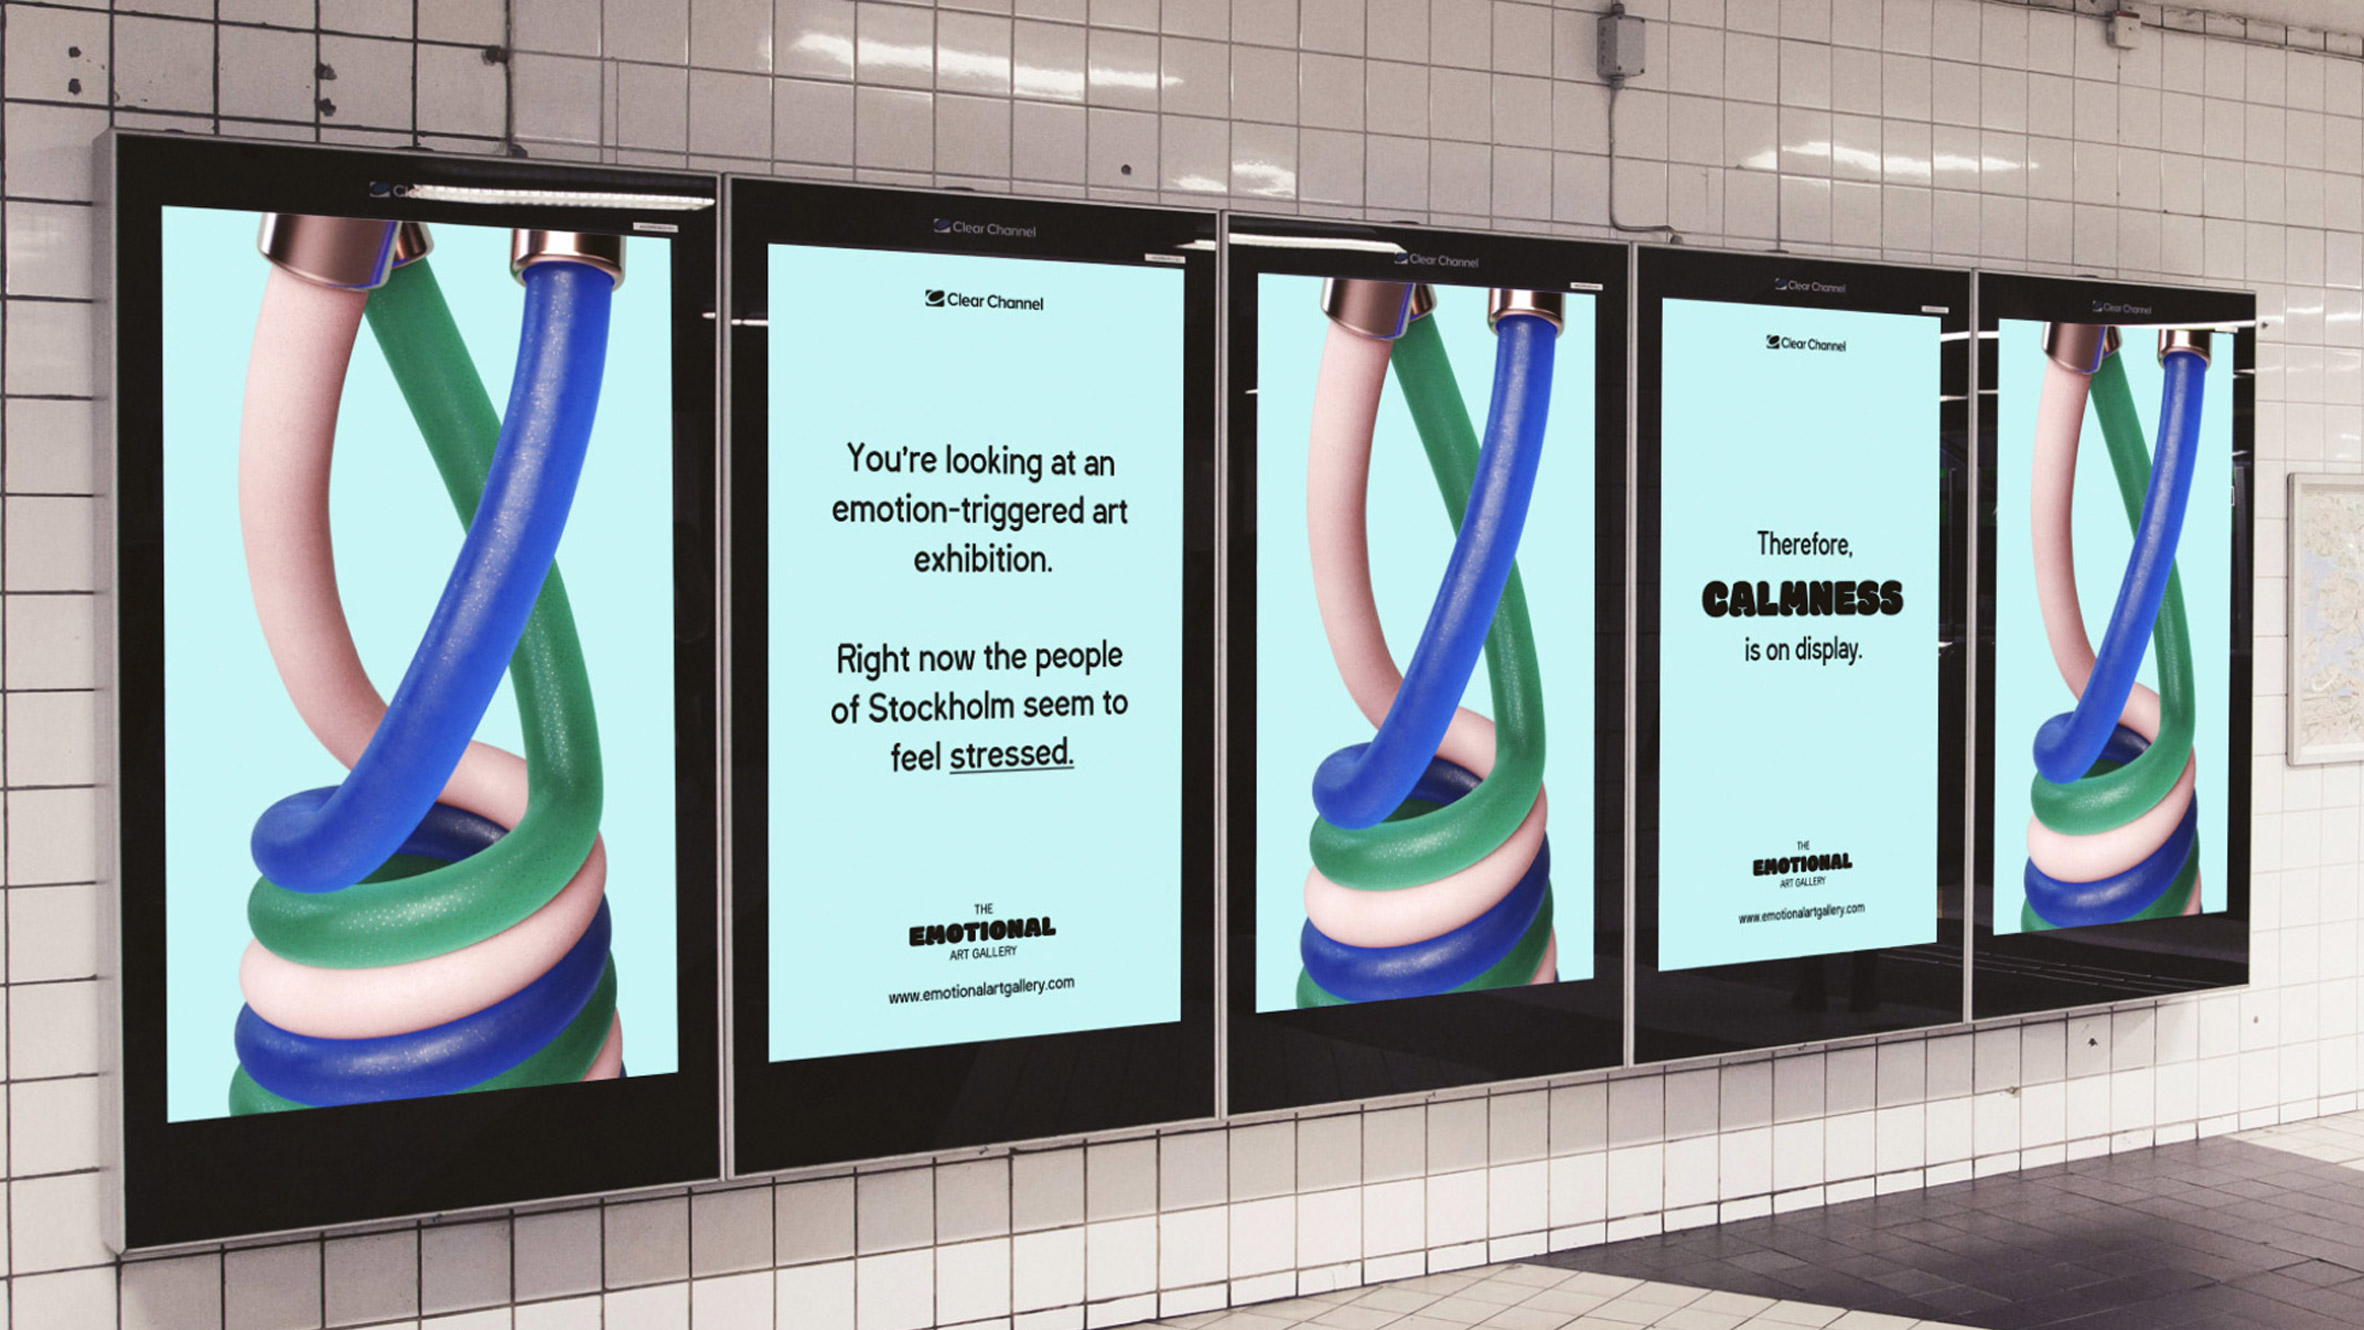 Clear Channel
Clear Channel
You're looking at an
emotion-triggered art
exhibition.
Right now the people
of Stockholm seem to
feel stressed.
THE
EMOTIONAL
ART GALLERY
www.emotionalartgallery.com
Clear Channel
Clear Channel
Clear Channel
Therefore,
CALMNESS
is on display.
THE
EMOTIONAL
ART GALLERY
www.emotionalartgallery.com
Clear Channel